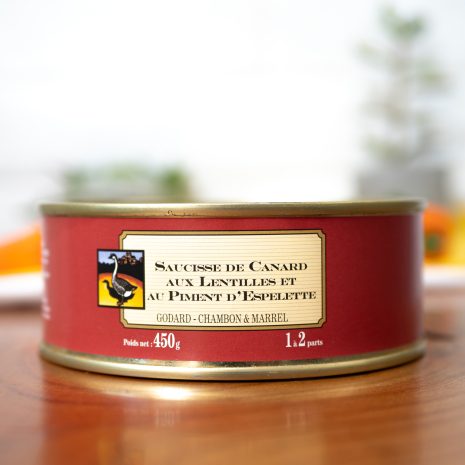 SAUCISSE DE CANARD
AUX LENTILLES ET
AU PIMENT D'ESPELETTE
GODARD - CHAMBON & MARREL
Poids net : 450g
1 à 2 parts